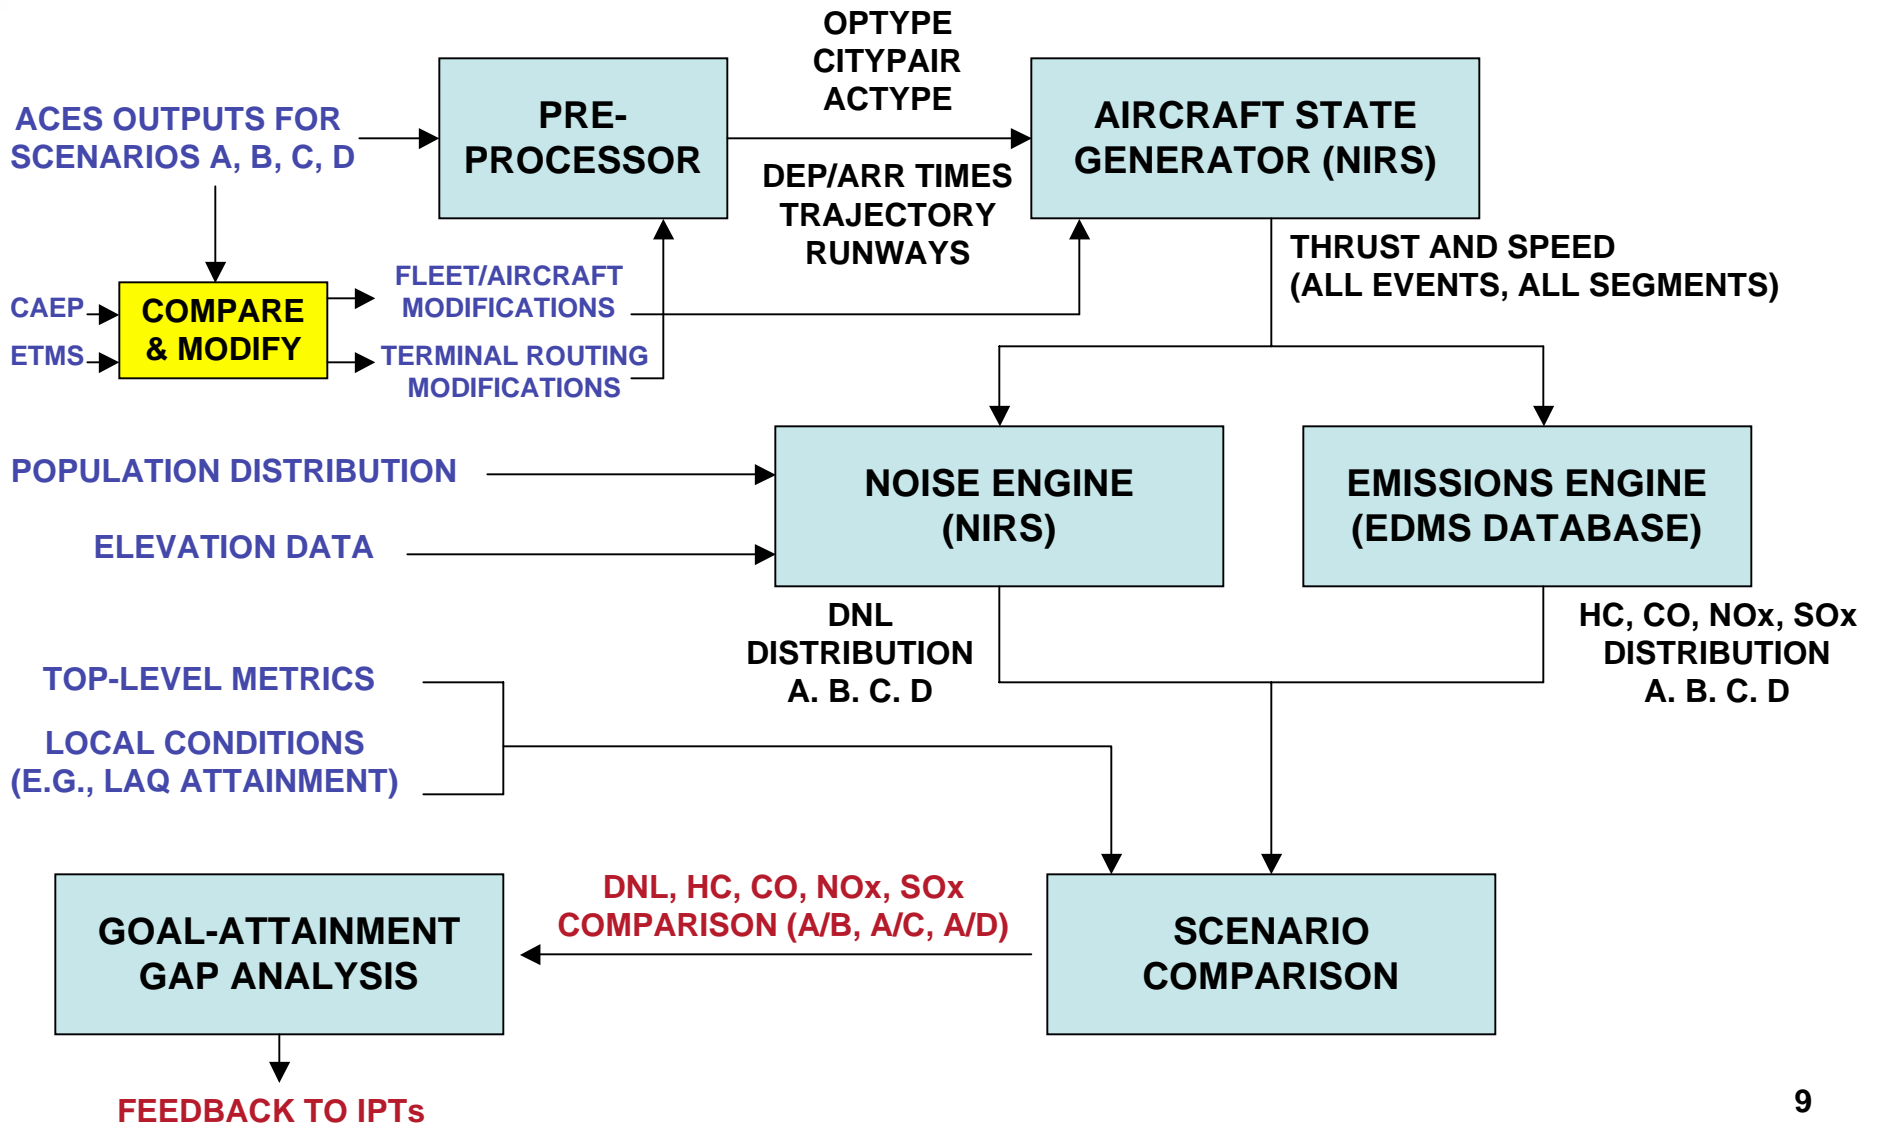 OPTYPE
CITYPAIR
ACTYPE
ACES OUTPUTS FOR
SCENARIOS A, B, C, D
PRE-
PROCESSOR
AIRCRAFT STATE
GENERATOR (NIRS)
DEP/ARR TIMES
TRAJECTORY
RUNWAYS
THRUST AND SPEED
(ALL EVENTS, ALL SEGMENTS)
CAEP
ETMS
COMPARE
& MODIFY
FLEET/AIRCRAFT
MODIFICATIONS
TERMINAL ROUTING
MODIFICATIONS
POPULATION DISTRIBUTION
ELEVATION DATA
NOISE ENGINE
(NIRS)
EMISSIONS ENGINE
(EDMS DATABASE)
DNL
DISTRIBUTION
A. B. C. D
HC, CO, NOx, SOx
DISTRIBUTION
A. B. C. D
TOP-LEVEL METRICS
LOCAL CONDITIONS
(E.G., LAQ ATTAINMENT)
GOAL-ATTAINMENT
GAP ANALYSIS
DNL, HC, CO, NOx, SOx
COMPARISON (A/B, A/C, A/D)
SCENARIO
COMPARISON
FEEDBACK TO IPTs
9